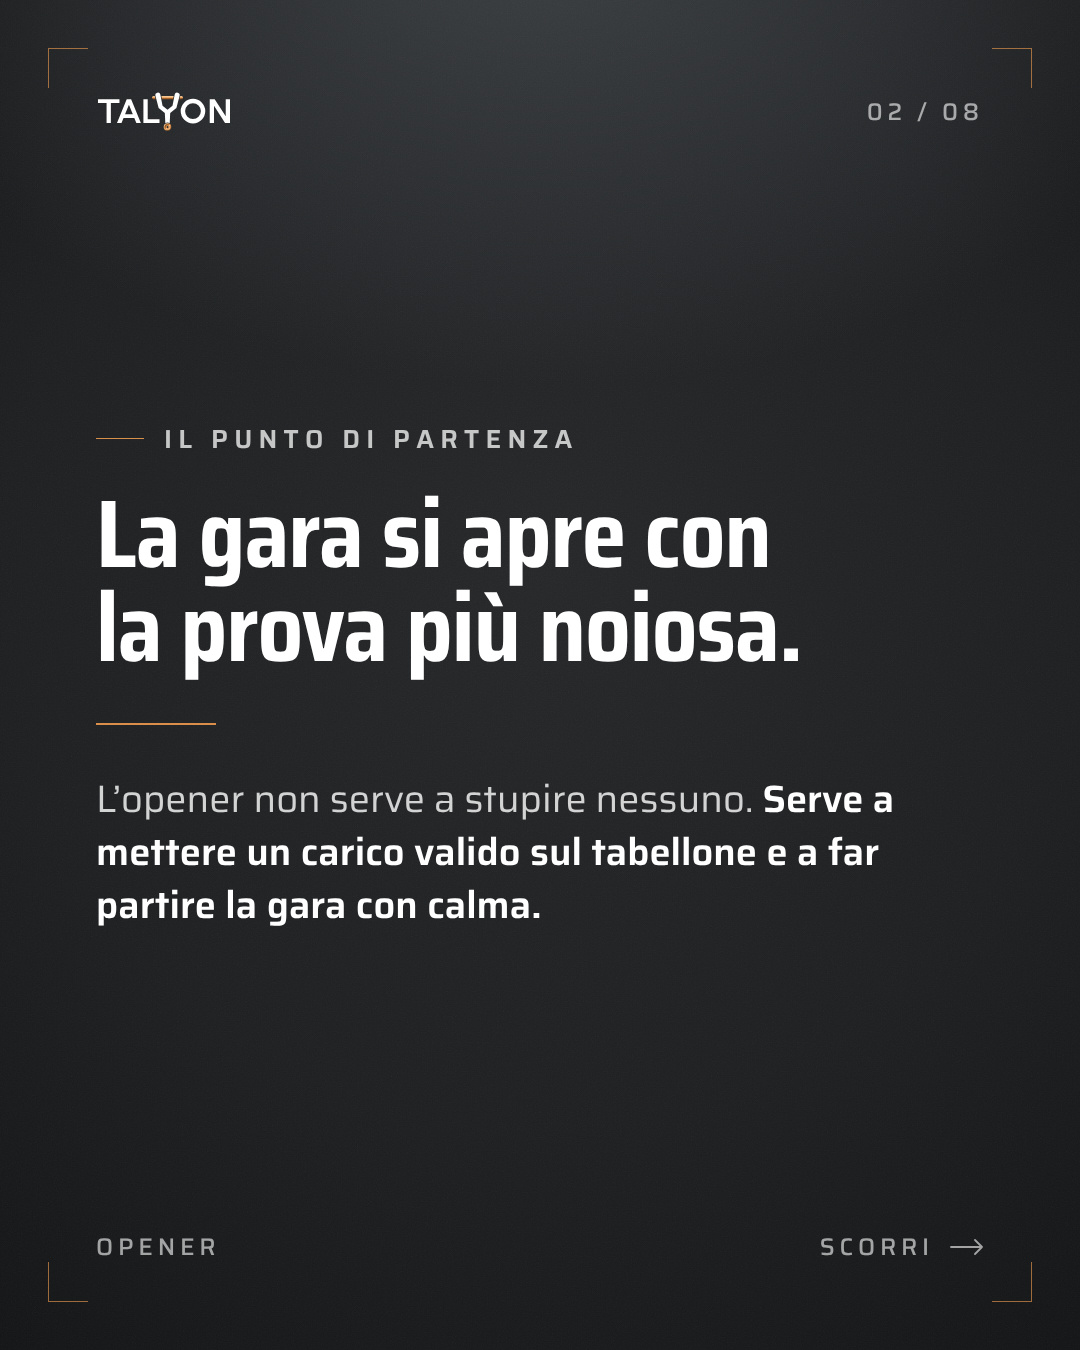 TALYON
02 / 08
IL PUNTO DI PARTENZA
La gara si apre con
la prova più noiosa.
L’opener non serve a stupire nessuno. Serve a
mettere un carico valido sul tabellone e a far
partire la gara con calma.
OPENER
SCORRI →